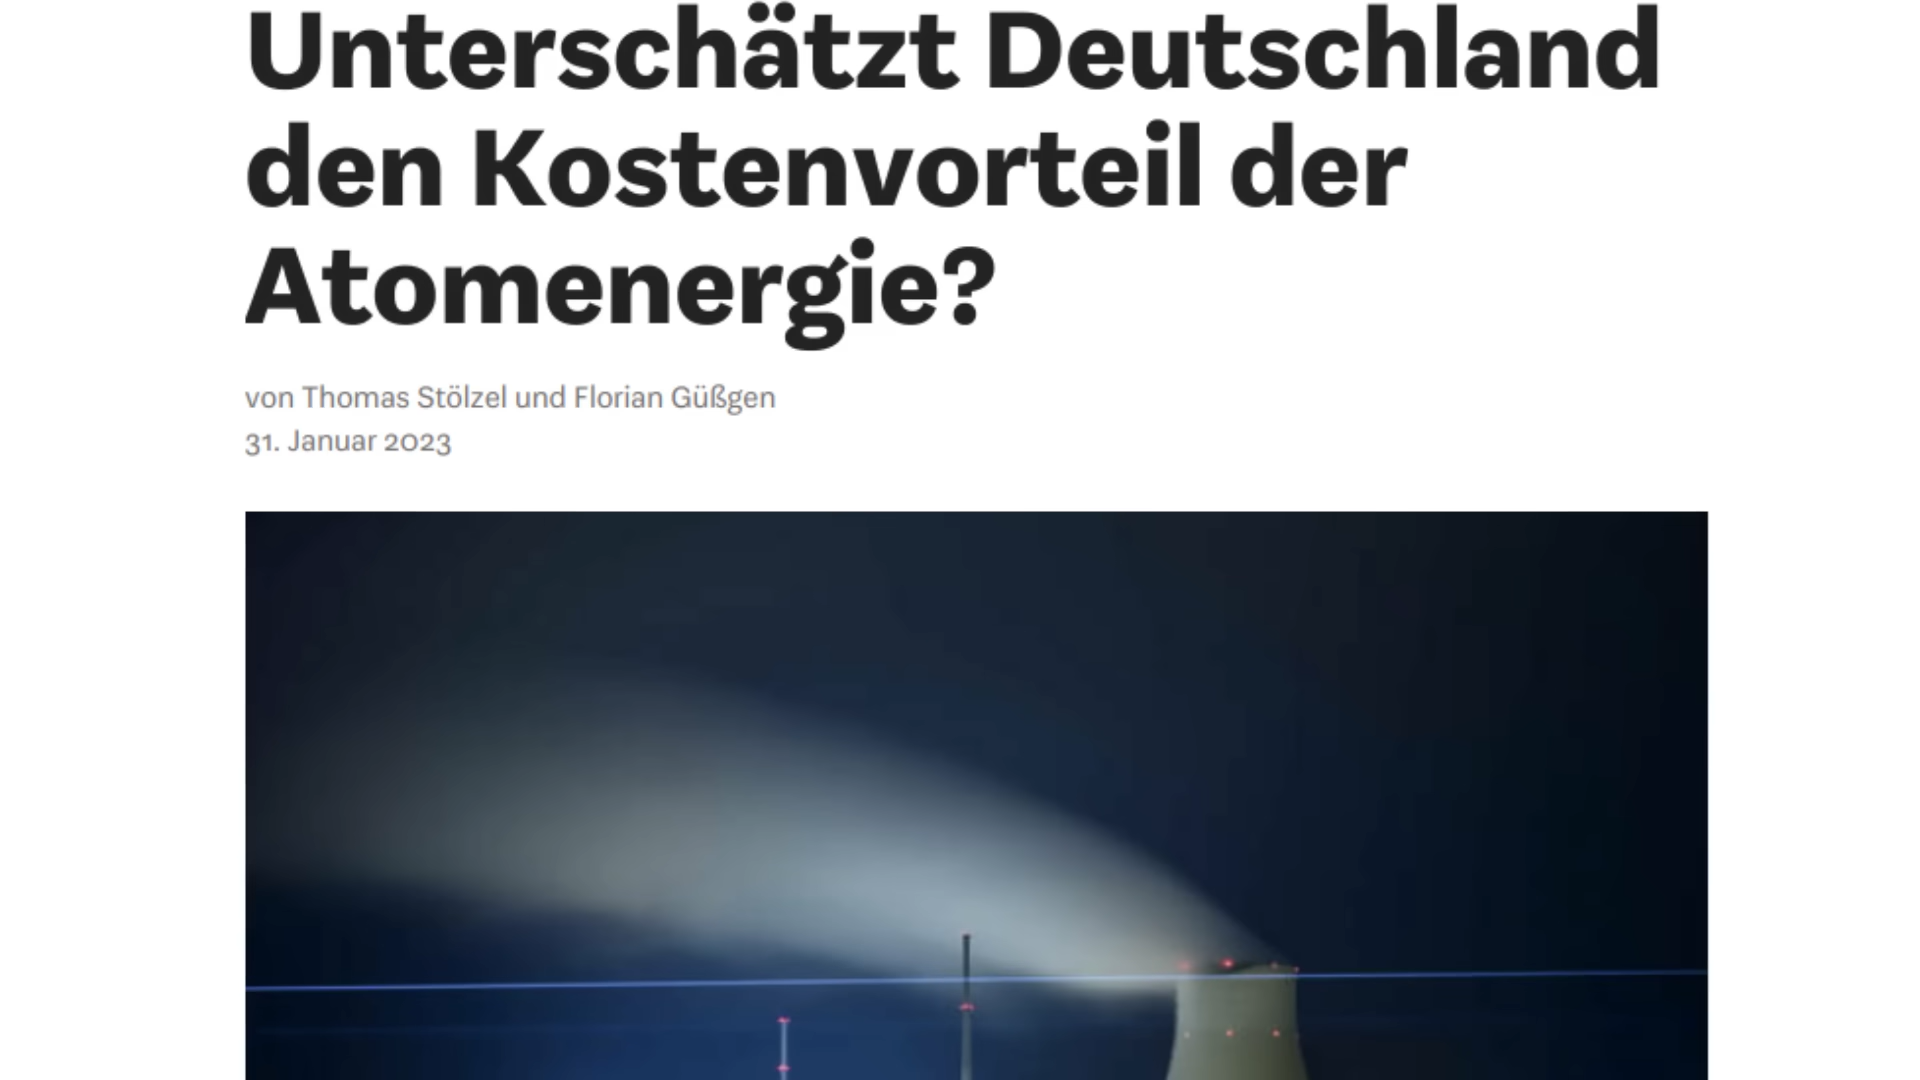 Unterschätzt Deutschland
den Kostenvorteil der
Atomenergie?
von Thomas Stölzel und Florian Güßgen
31. Januar 2023